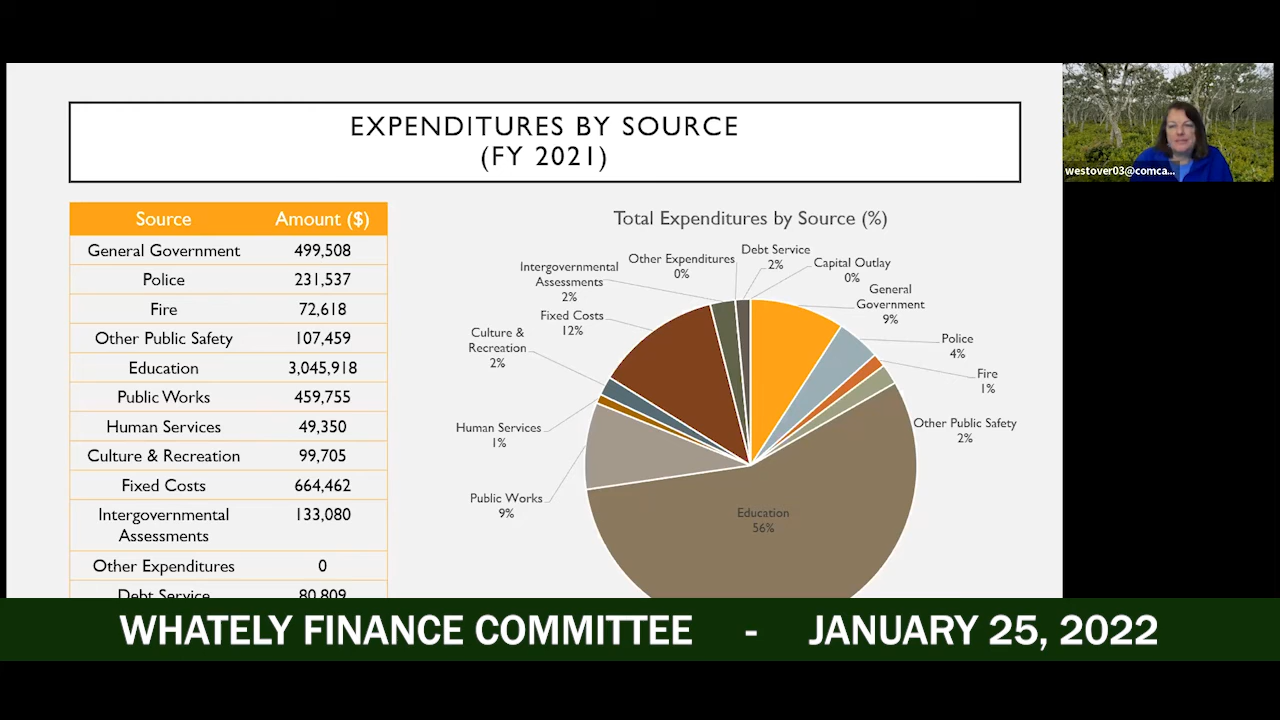 EXPENDITURES BY SOURCE
(FY 2021)
westover03@comca...
Source Amount ($)
General Government 499,508
Police 231,537
Fire 72,618
Other Public Safety 107,459
Education 3,045,918
Public Works 459,755
Human Services 49,350
Culture & Recreation 99,705
Fixed Costs 664,462
Intergovernmental 133,080
Assessments
Other Expenditures 0
Debt Service 80,809
Total Expenditures by Source (%)
Debt Service
2%
Capital Outlay
0%
General
Government
9%
Police
4%
Fire
1%
Other Public Safety
2%
Education
56%
Public Works
9%
Human Services
1%
Culture &
Recreation
2%
Fixed Costs
12%
Intergovernmental
Assessments
2%
Other Expenditures
0%
WHATELY FINANCE COMMITTEE - JANUARY 25, 2022